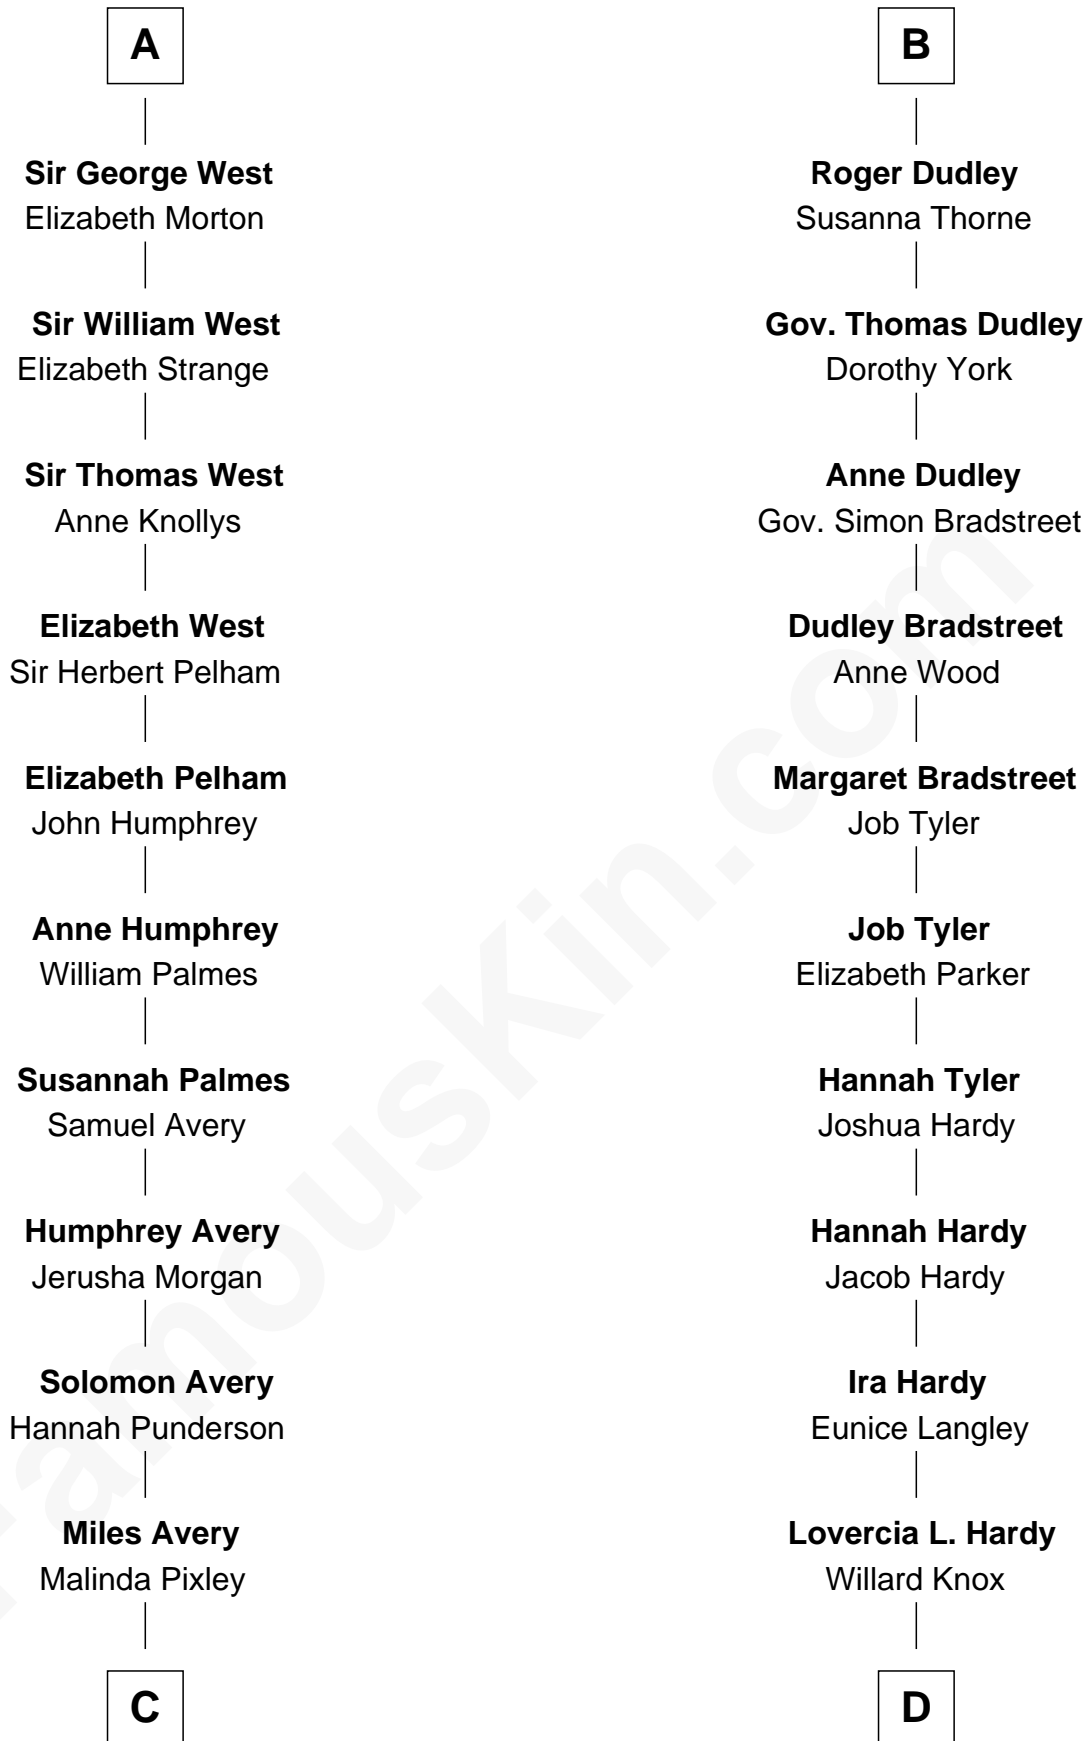 A
Sir George West
Elizabeth Morton
Sir William West
Elizabeth Strange
Sir Thomas West
Anne Knollys
Elizabeth West
Sir Herbert Pelham
Elizabeth Pelham
John Humphrey
Anne Humphrey
William Palmes
Susannah Palmes
Samuel Avery
Humphrey Avery
Jerusha Morgan
Solomon Avery
Hannah Punderson
Miles Avery
Malinda Pixley
C
B
Roger Dudley
Susanna Thorne
Gov. Thomas Dudley
Dorothy York
Anne Dudley
Gov. Simon Bradstreet
Dudley Bradstreet
Anne Wood
Margaret Bradstreet
Job Tyler
Job Tyler
Elizabeth Parker
Hannah Tyler
Joshua Hardy
Hannah Hardy
Jacob Hardy
Ira Hardy
Eunice Langley
Lovercia L. Hardy
Willard Knox
D
FamousKin.com